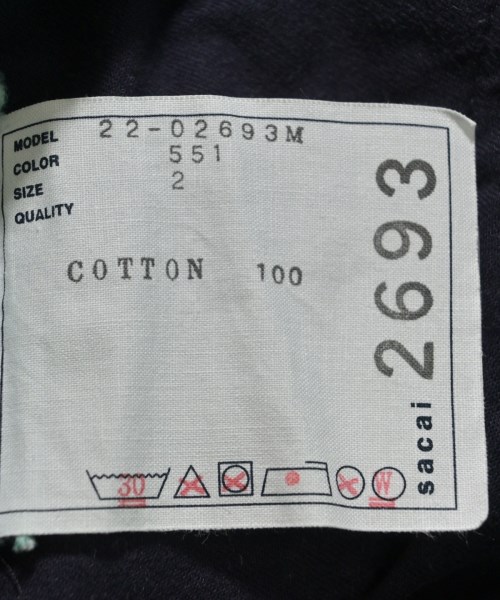 MODEL 22-02693M
COLOR 551
SIZE 2
QUALITY
COTTON 100
sacai 2693
30 W